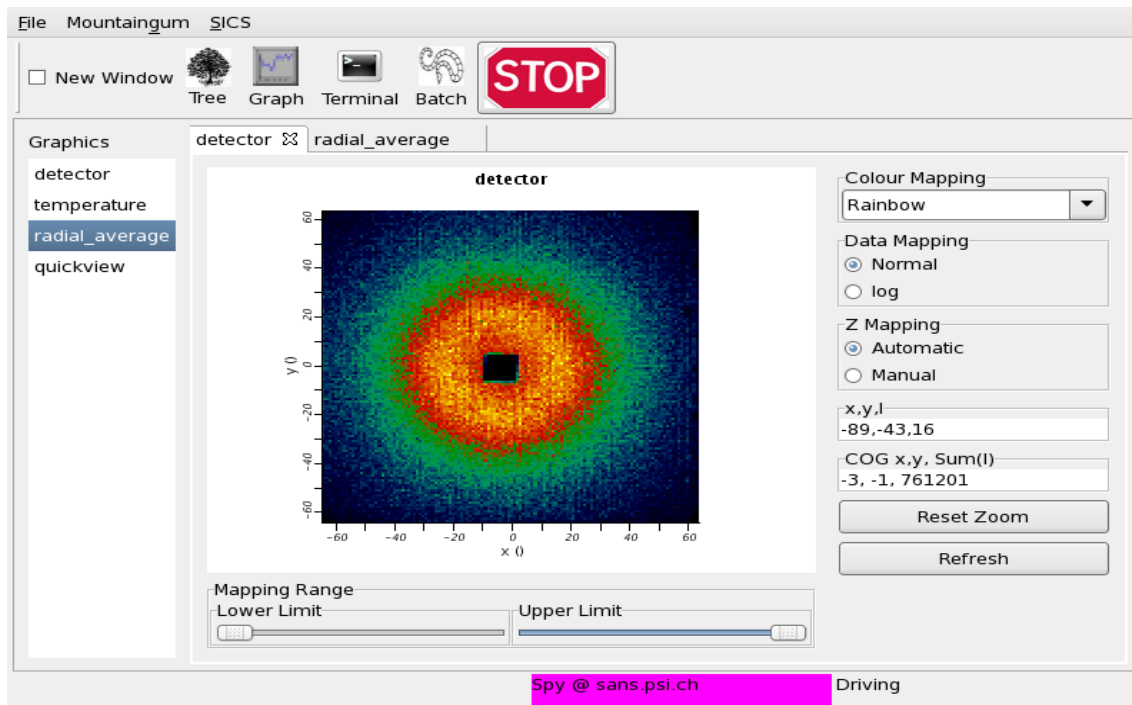 File Mountaingum SICS
New Window
Tree Graph Terminal Batch
STOP
Graphics
detector
temperature
radial_average
quickview
detector radial_average
detector
60
40
20
0
-20
-40
-60
y ()
-60 -40 -20 0 20 40 60
x ()
Mapping Range
Lower Limit Upper Limit
Colour Mapping
Rainbow
Data Mapping
Normal
log
Z Mapping
Automatic
Manual
x,y,I
-89,-43,16
COG x,y, Sum(I)
-3, -1, 761201
Reset Zoom
Refresh
Spy @ sans.psi.ch Driving